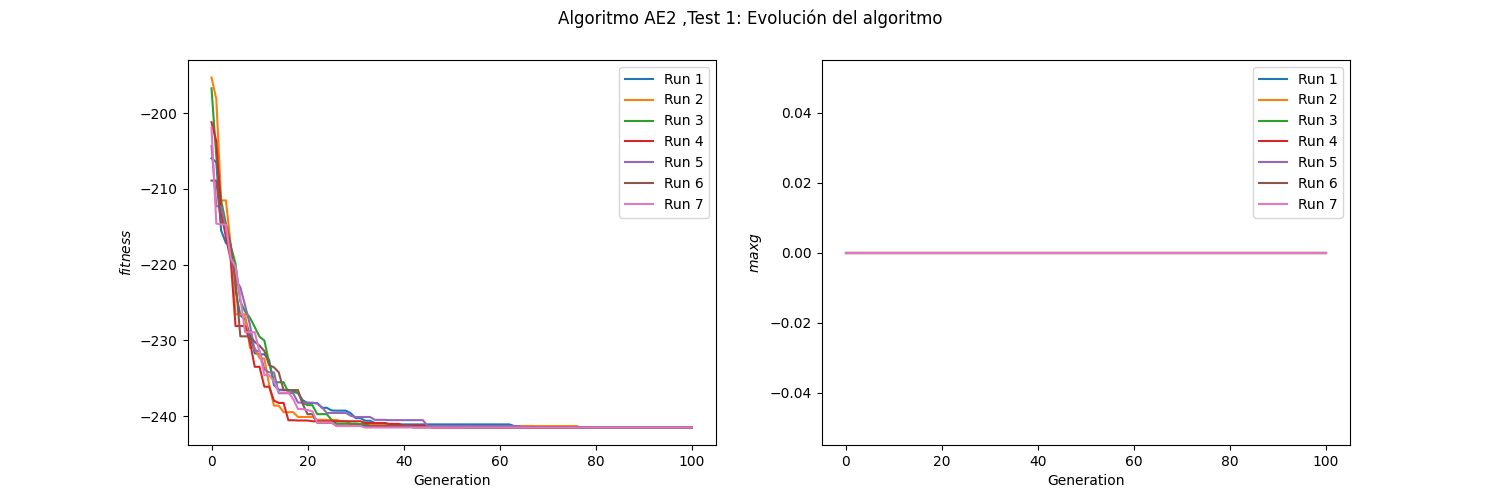 Algoritmo AE2 ,Test 1: Evolución del algoritmo
Run 1
Run 2
Run 3
Run 4
Run 5
Run 6
Run 7
−200
−210
−220
−230
−240
fitness
0
20
40
60
80
100
Generation
Run 1
Run 2
Run 3
Run 4
Run 5
Run 6
Run 7
0.04
0.02
0.00
−0.02
−0.04
maxg
0
20
40
60
80
100
Generation